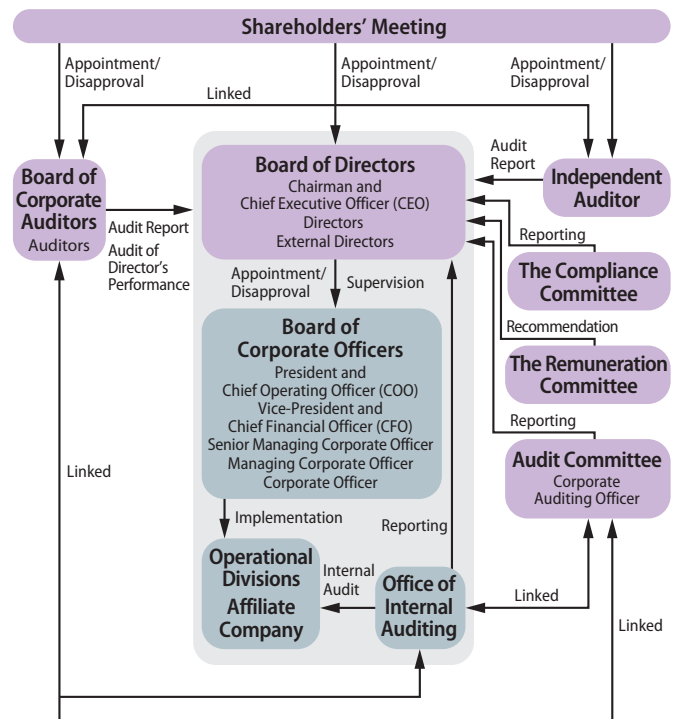 Shareholders' Meeting
Appointment/
Disapproval
Appointment/
Disapproval
Appointment/
Disapproval
Linked
Board of
Corporate
Auditors
Auditors
Audit Report
Audit of
Director's
Performance
Board of Directors
Chairman and
Chief Executive Officer (CEO)
Directors
External Directors
Audit
Report
Independent
Auditor
Reporting
The Compliance
Committee
Appointment/
Disapproval
Supervision
Board of
Corporate Officers
President and
Chief Operating Officer (COO)
Vice-President and
Chief Financial Officer (CFO)
Senior Managing Corporate Officer
Managing Corporate Officer
Corporate Officer
Recommendation
The Remuneration
Committee
Reporting
Audit Committee
Corporate
Auditing Officer
Linked
Implementation
Reporting
Operational
Divisions
Affiliate
Company
Internal
Audit
Office of
Internal
Auditing
Linked
Linked